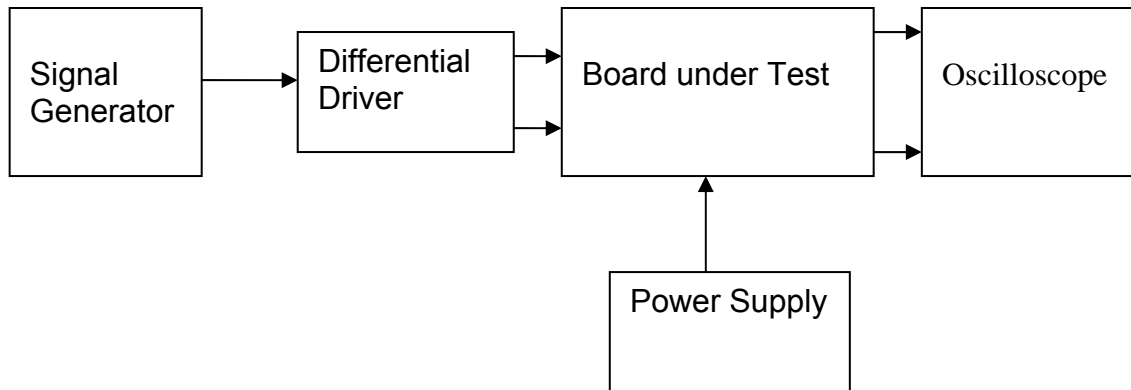 Signal
Generator
Differential
Driver
Board under Test
Oscilloscope
Power Supply